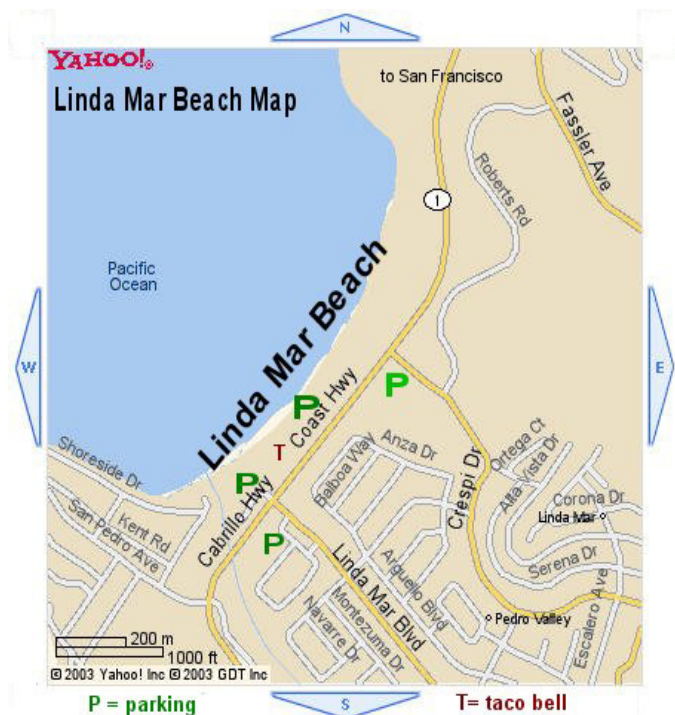 N
YAHOO!®
to San Francisco
Linda Mar Beach Map
Fassler Ave
Roberts Rd
1
Pacific
Ocean
Linda Mar Beach
W
E
P
P
Coast Hwy
T
Shoreside Dr
P
Cabrillo Hwy
Balboa Way
Anza Dr
Crespi Dr
Ortega Ct
Alta Vista Dr
Corona Dr
Linda Mar
San Pedro Ave
Kent Rd
P
Linda Mar Blvd
Arguello Blvd
Serena Dr
Escalero Ave
Montezuma Dr
Navarre Dr
Pedro Valley
200 m
1000 ft
© 2003 Yahoo! Inc © 2003 GDT Inc
P = parking
S
T= taco bell